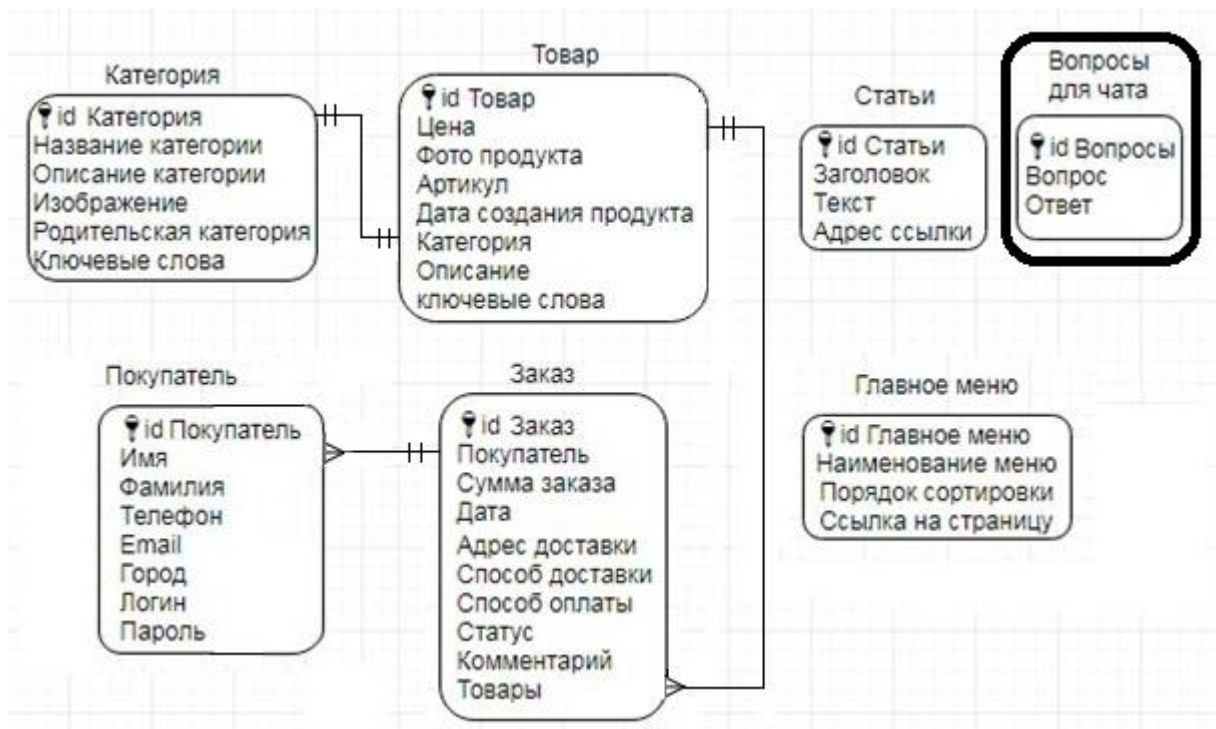 Категория
id Категория
Название категории
Описание категории
Изображение
Родительская категория
Ключевые слова
Товар
id Товар
Цена
Фото продукта
Артикул
Дата создания продукта
Категория
Описание
ключевые слова
Статьи
id Статьи
Заголовок
Текст
Адрес ссылки
Вопросы
для чата
id Вопросы
Вопрос
Ответ
Покупатель
id Покупатель
Имя
Фамилия
Телефон
Email
Город
Логин
Пароль
Заказ
id Заказ
Покупатель
Сумма заказа
Дата
Адрес доставки
Способ доставки
Способ оплаты
Статус
Комментарий
Товары
Главное меню
id Главное меню
Наименование меню
Порядок сортировки
Ссылка на страницу